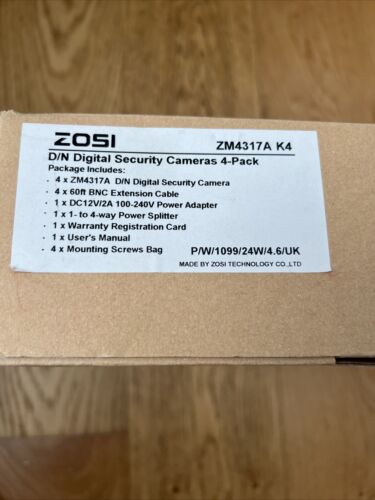 ZOSI ZM4317A K4
D/N Digital Security Cameras 4-Pack
Package Includes:
4 x ZM4317A D/N Digital Security Camera
• 4 x 60ft BNC Extension Cable
• 1 x DC12V/2A 100-240V Power Adapter
• 1 x 1- to 4-way Power Splitter
• 1 x Warranty Registration Card
• 1 x User's Manual
• 4 x Mounting Screws Bag P/W/1099/24W/4.6/UK
MADE BY ZOSI TECHNOLOGY CO.,LTD